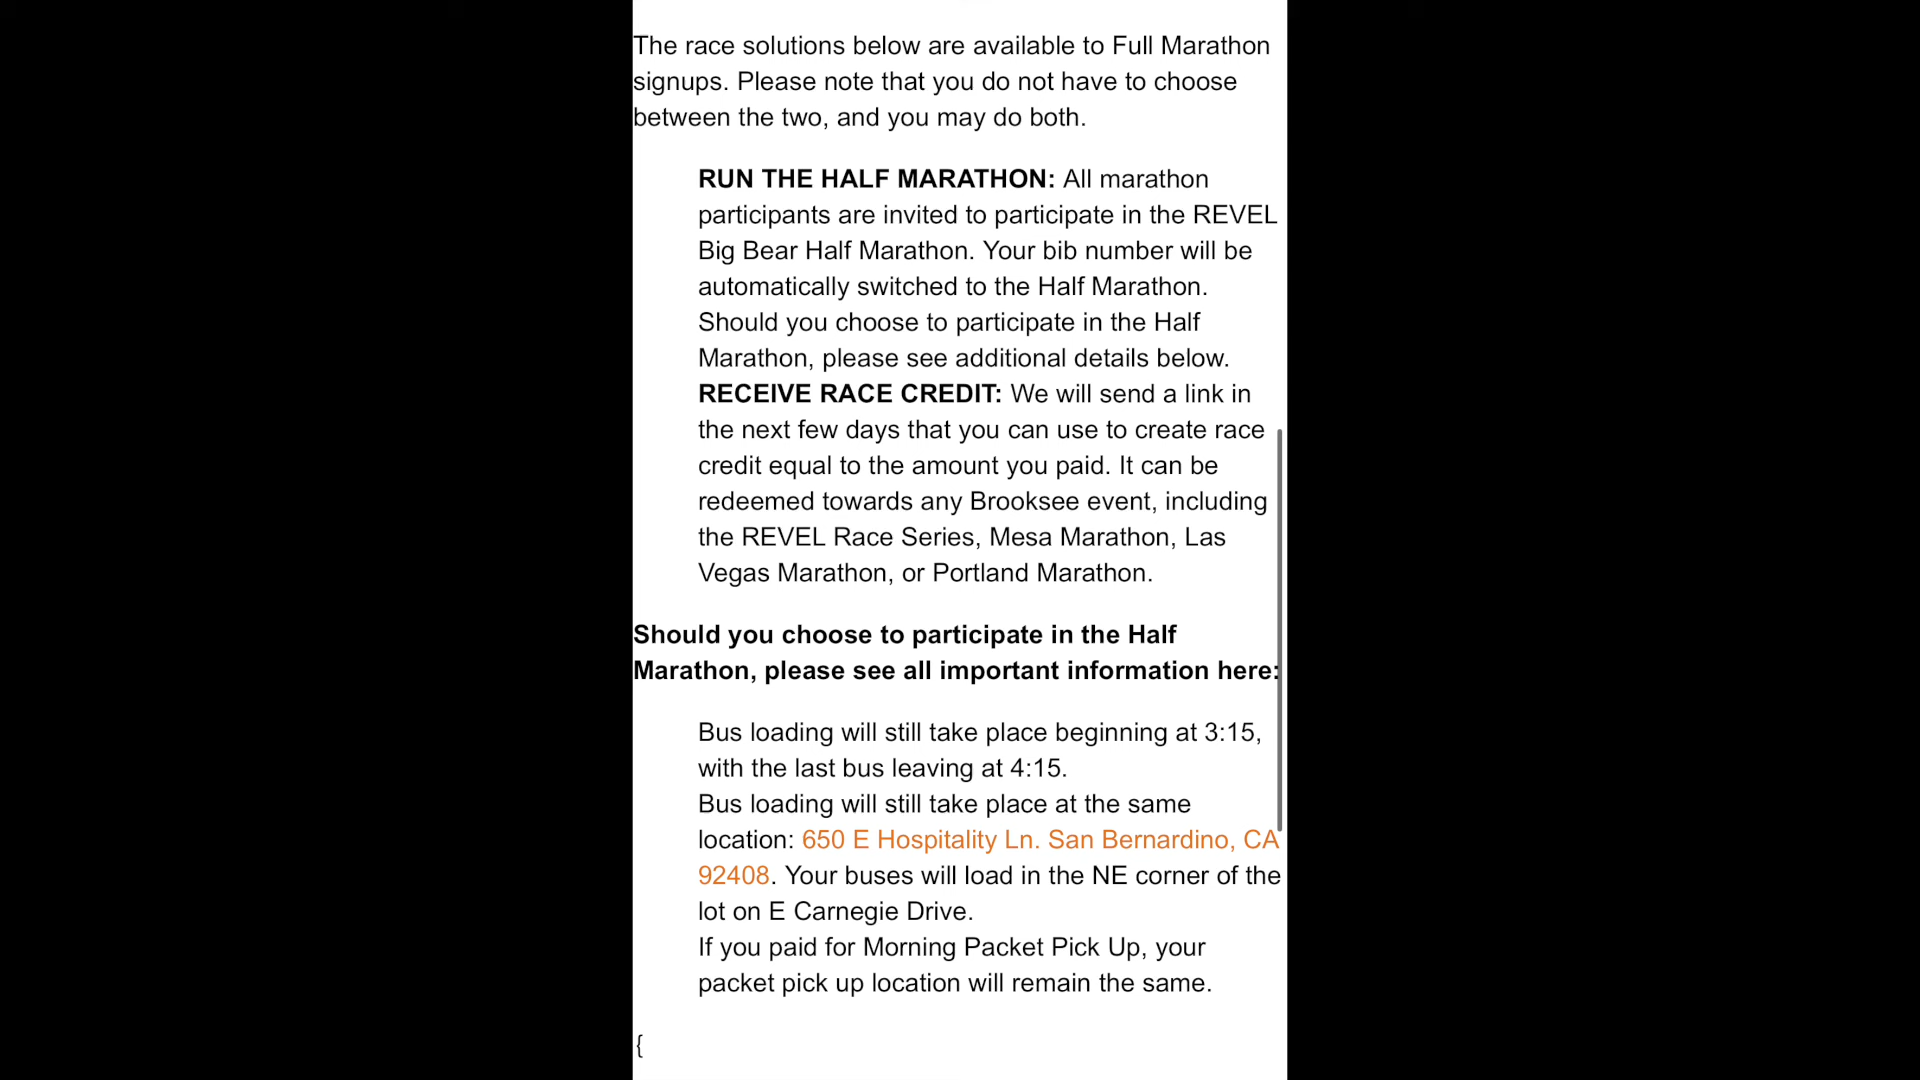 The race solutions below are available to Full Marathon
signups. Please note that you do not have to choose
between the two, and you may do both.
RUN THE HALF MARATHON: All marathon
participants are invited to participate in the REVEL
Big Bear Half Marathon. Your bib number will be
automatically switched to the Half Marathon.
Should you choose to participate in the Half
Marathon, please see additional details below.
RECEIVE RACE CREDIT: We will send a link in
the next few days that you can use to create race
credit equal to the amount you paid. It can be
redeemed towards any Brooksee event, including
the REVEL Race Series, Mesa Marathon, Las
Vegas Marathon, or Portland Marathon.
Should you choose to participate in the Half
Marathon, please see all important information here:
Bus loading will still take place beginning at 3:15,
with the last bus leaving at 4:15.
Bus loading will still take place at the same
location: 650 E Hospitality Ln. San Bernardino, CA
92408. Your buses will load in the NE corner of the
lot on E Carnegie Drive.
If you paid for Morning Packet Pick Up, your
packet pick up location will remain the same.
{